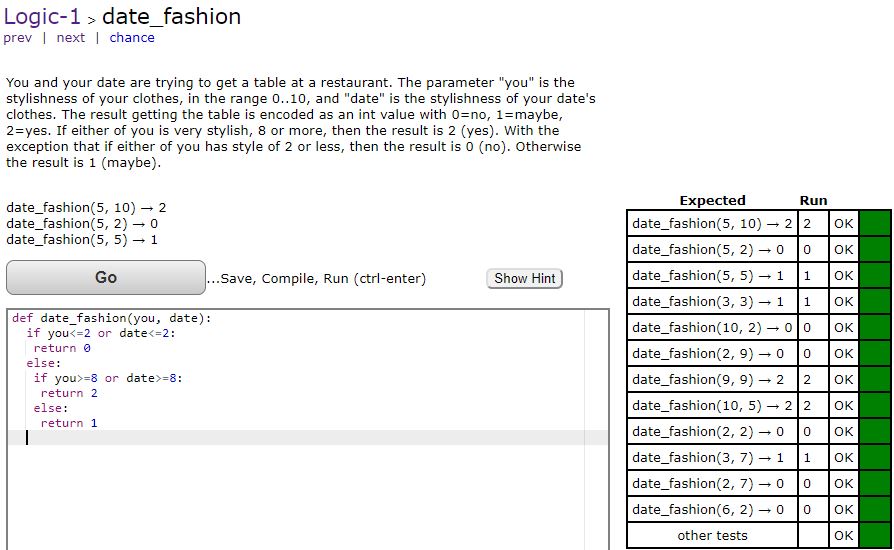 Logic-1 > date_fashion
prev | next | chance
You and your date are trying to get a table at a restaurant. The parameter "you" is the
stylishness of your clothes, in the range 0..10, and "date" is the stylishness of your date's
clothes. The result getting the table is encoded as an int value with 0=no, 1=maybe,
2=yes. If either of you is very stylish, 8 or more, then the result is 2 (yes). With the
exception that if either of you has style of 2 or less, then the result is 0 (no). Otherwise
the result is 1 (maybe).
date_fashion(5, 10) → 2
date_fashion(5, 2) → 0
date_fashion(5, 5) → 1
Go ...Save, Compile, Run (ctrl-enter) Show Hint
def date_fashion(you, date):
  if you<=2 or date<=2:
   return 0
  else:
   if you>=8 or date>=8:
    return 2
   else:
    return 1
Expected Run
date_fashion(5, 10) → 2 2 OK
date_fashion(5, 2) → 0 0 OK
date_fashion(5, 5) → 1 1 OK
date_fashion(3, 3) → 1 1 OK
date_fashion(10, 2) → 0 0 OK
date_fashion(2, 9) → 0 0 OK
date_fashion(9, 9) → 2 2 OK
date_fashion(10, 5) → 2 2 OK
date_fashion(2, 2) → 0 0 OK
date_fashion(3, 7) → 1 1 OK
date_fashion(2, 7) → 0 0 OK
date_fashion(6, 2) → 0 0 OK
other tests OK